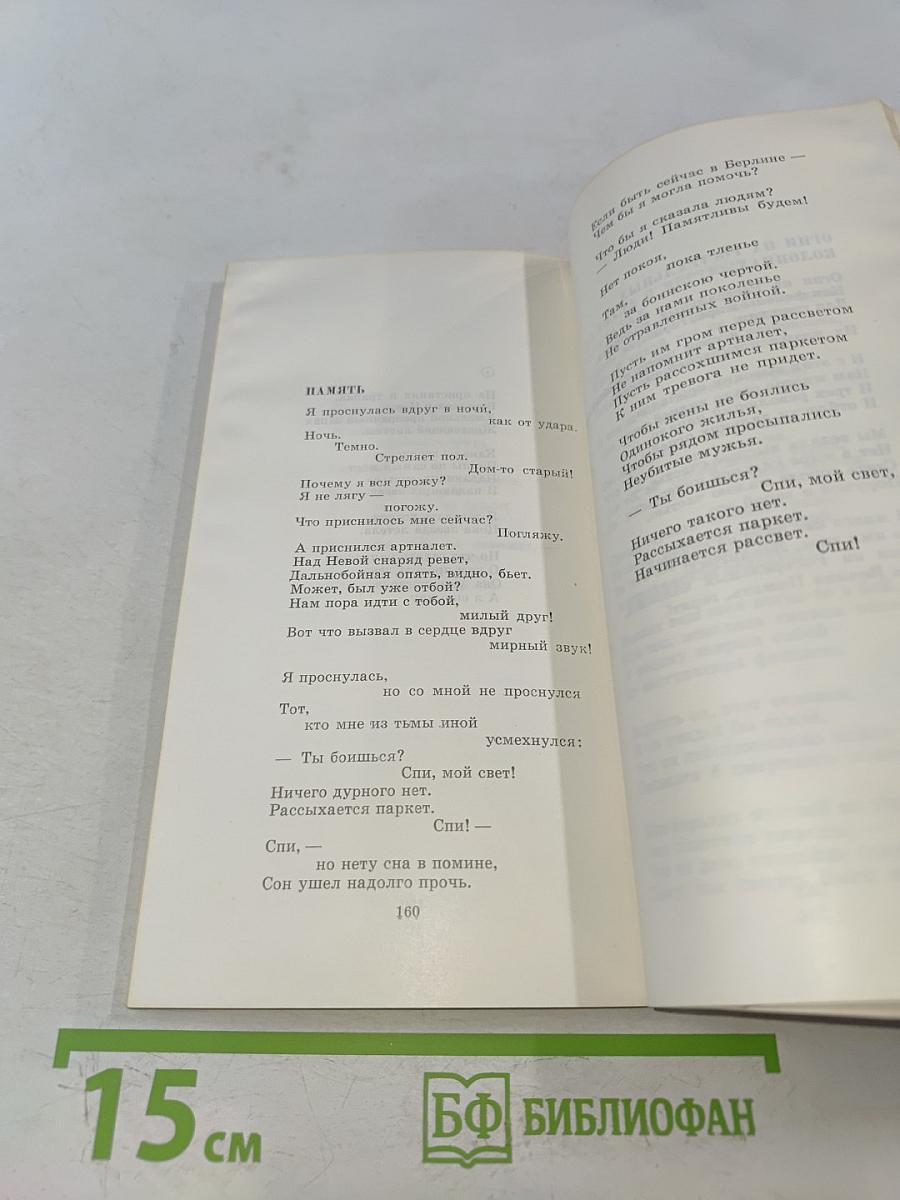 ПАМЯТЬ
Я проснулась вдруг в ночи́,
как от удара.
Ночь.
Темно.
Стреляет пол.
Дом-то старый!
Почему я вся дрожу?
Я не лягу —
погожу.
Что приснилось мне сейчас?
Погляжу.
А приснился артналет.
Над Невой снаряд ревет,
Дальнобойная опять, видно, бьет.
Может, был уже отбой?
Нам пора идти с тобой,
милый друг!
Вот что вызвал в сердце вдруг
мирный звук!
Я проснулась,
но со мной не проснулся
Тот,
кто мне из тьмы иной
усмехнулся:
— Ты боишься?
Спи, мой свет!
Ничего дурного нет.
Рассыхается паркет.
Спи! —
Спи, —
но нету сна в помине,
Сон ушел надолго прочь.
160
Если быть сейчас в Берлине —
Чем бы я могла помочь?
Что бы я сказала людям?
— Люди! Памятливы будем!
Нет покоя,
пока тленье
Там,
за боннскою чертой.
Ведь за нами поколенье
Не отравленных войной.
Пусть им гром перед рассветом
Не напомнит артналет,
Пусть рассохшимся паркетом
К ним тревога не придет.
Чтобы жены не боялись
Одинокого жилья,
Чтобы рядом просыпались
Неубитые мужья.
— Ты боишься?
Спи, мой свет,
Ничего такого нет.
Рассыхается паркет.
Начинается рассвет.
Спи!
15 см
БФ БИБЛИОФАН